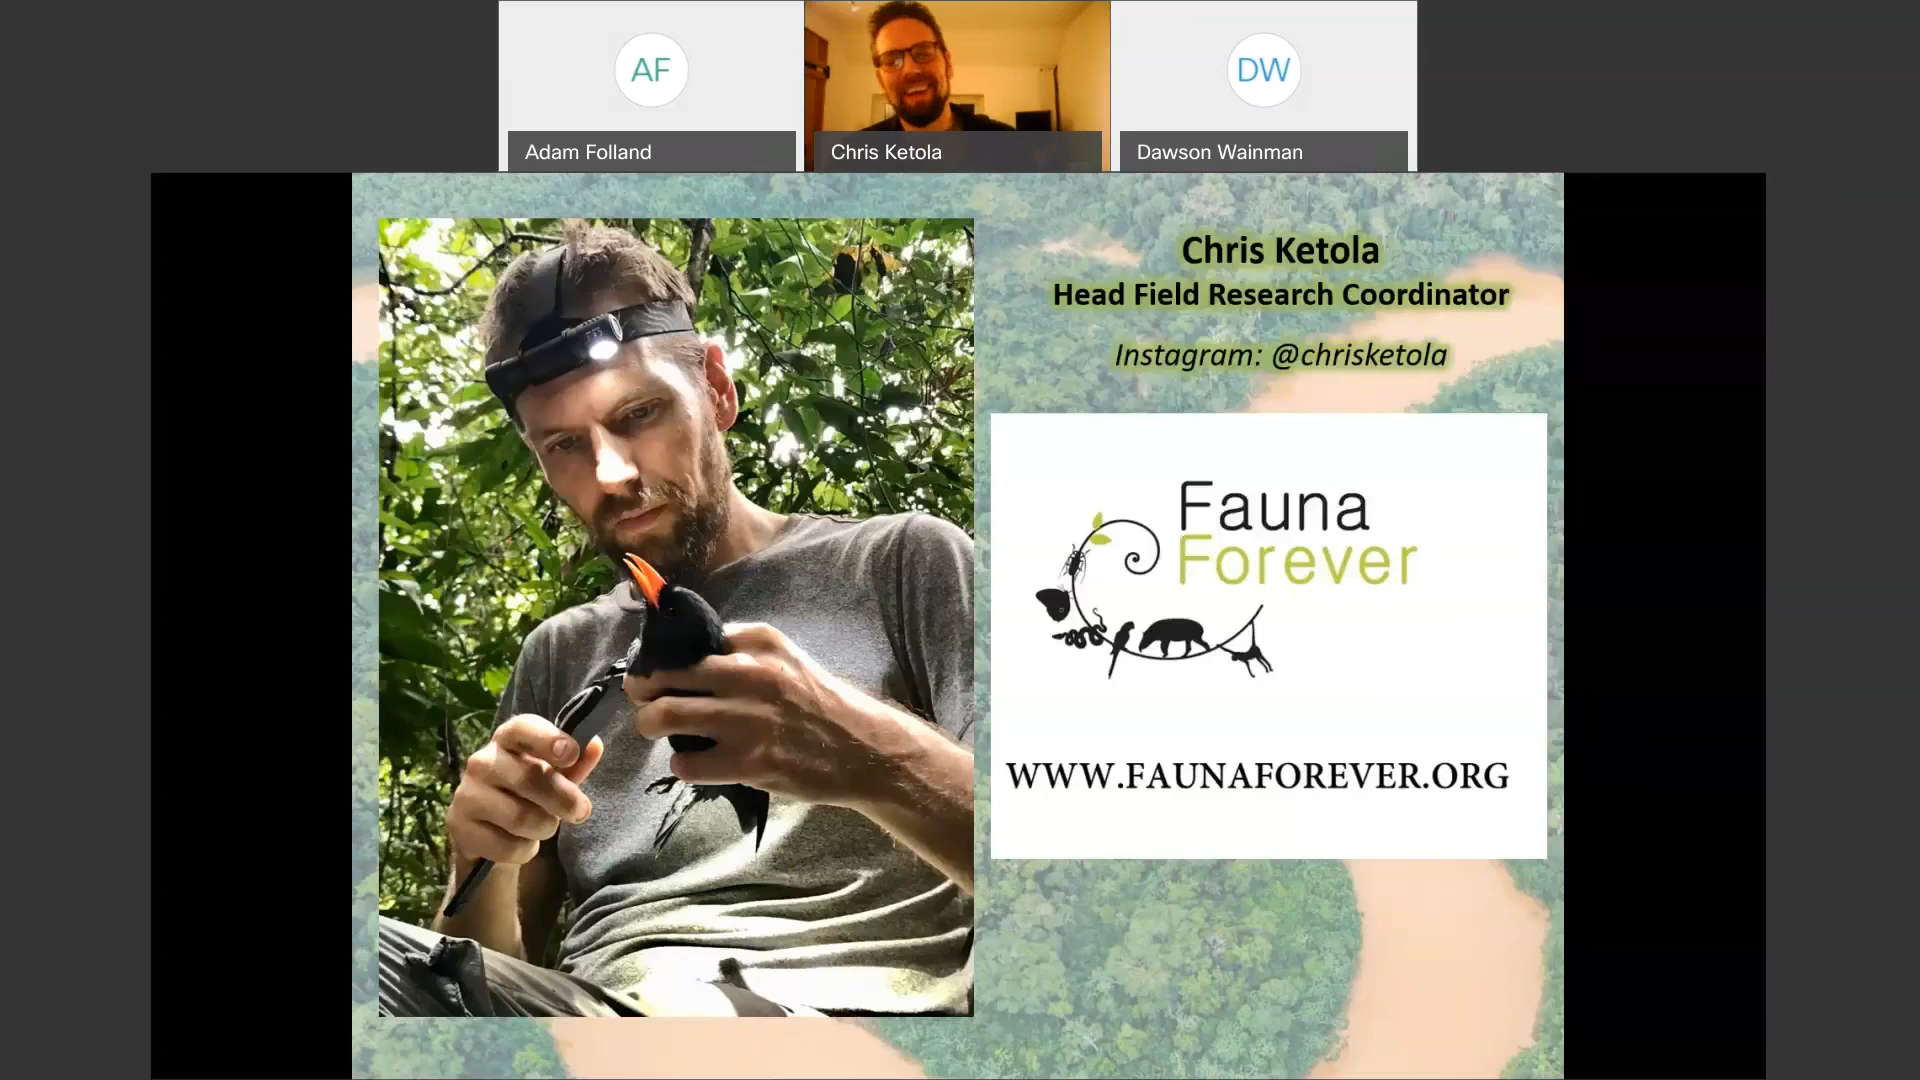 AF
DW
Adam Folland
Chris Ketola
Dawson Wainman
Chris Ketola
Head Field Research Coordinator
Instagram: @chrisketola
Fauna
Forever
WWW.FAUNAFOREVER.ORG